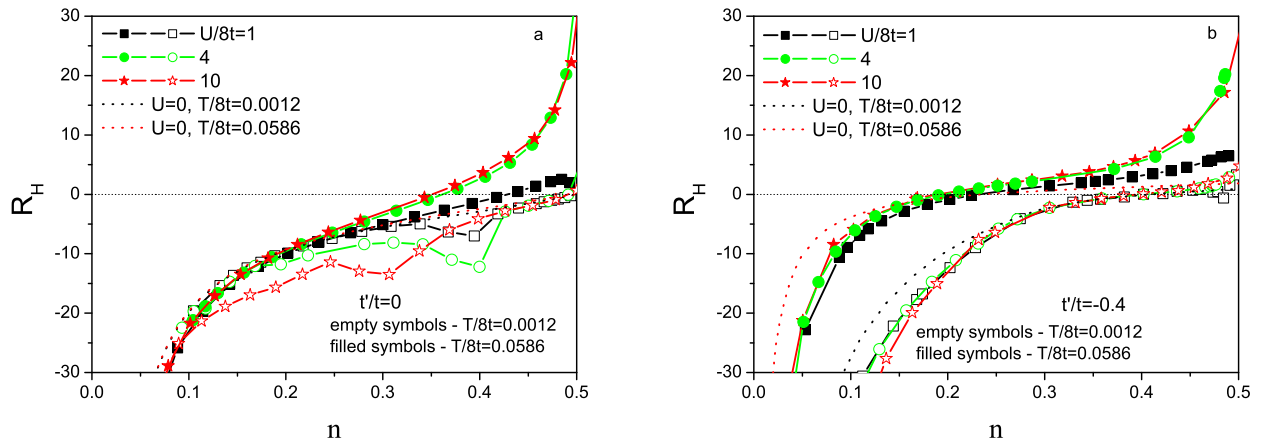 30
20
10
0
-10
-20
-30
R_H
U/8t=1
4
10
U=0, T/8t=0.0012
U=0, T/8t=0.0586
a
t'/t=0
empty symbols - T/8t=0.0012
filled symbols - T/8t=0.0586
0.0 0.1 0.2 0.3 0.4 0.5
n
30
20
10
0
-10
-20
-30
R_H
U/8t=1
4
10
U=0, T/8t=0.0012
U=0, T/8t=0.0586
b
t'/t=-0.4
empty symbols - T/8t=0.0012
filled symbols - T/8t=0.0586
0.0 0.1 0.2 0.3 0.4 0.5
n